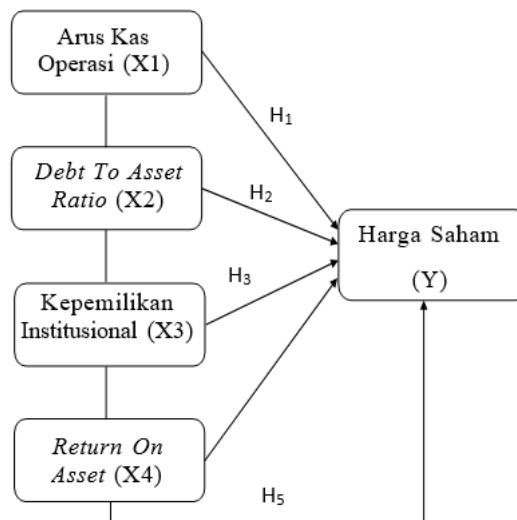 Arus Kas
Operasi (X1)
H1
Debt To Asset
Ratio (X2)
H2
Harga Saham
(Y)
H3
Kepemilikan
Institusional (X3)
Return On
Asset (X4)
H5